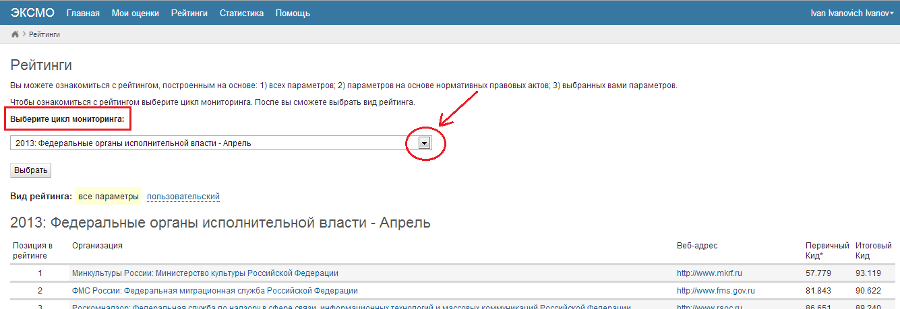 ЭКСМО Главная Мои оценки Рейтинги Статистика Помощь Ivan Ivanovich Ivanov
Рейтинги
Рейтинги
Вы можете ознакомиться с рейтингом, построенным на основе: 1) всех параметров; 2) параметров на основе нормативных правовых актов; 3) выбранных вами параметров.
Чтобы ознакомиться с рейтингом выберите цикл мониторинга. После вы сможете выбрать вид рейтинга.
Выберите цикл мониторинга:
2013: Федеральные органы исполнительной власти - Апрель
Выбрать
Вид рейтинга: все параметры пользовательский
2013: Федеральные органы исполнительной власти - Апрель
Позиция в рейтинге Организация Веб-адрес Первичный Кид* Итоговый Кид
1 Минкультуры России: Министерство культуры Российской Федерации http://www.mkrf.ru 57.779 93.119
2 ФМС России: Федеральная миграционная служба Российской Федерации http://www.fms.gov.ru 81.843 90.622
3 Роскомнадзор: Федеральная служба по надзору в сфере связи, информационных технологий и массовых коммуникаций Российской Федерации http://www.rsoc.ru 86.651 89.240